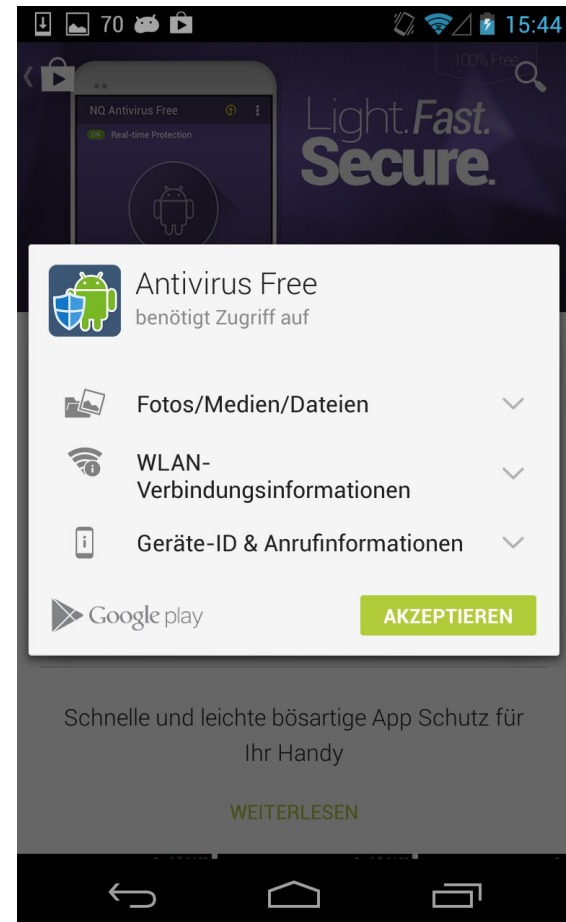 70
15:44
100% Free
NQ Antivirus Free
ON Real-time Protection
Light. Fast.
Secure.
Antivirus Free
benötigt Zugriff auf
Fotos/Medien/Dateien
WLAN-
Verbindungsinformationen
Geräte-ID & Anrufinformationen
Google play
AKZEPTIEREN
Schnelle und leichte bösartige App Schutz für
Ihr Handy
WEITERLESEN